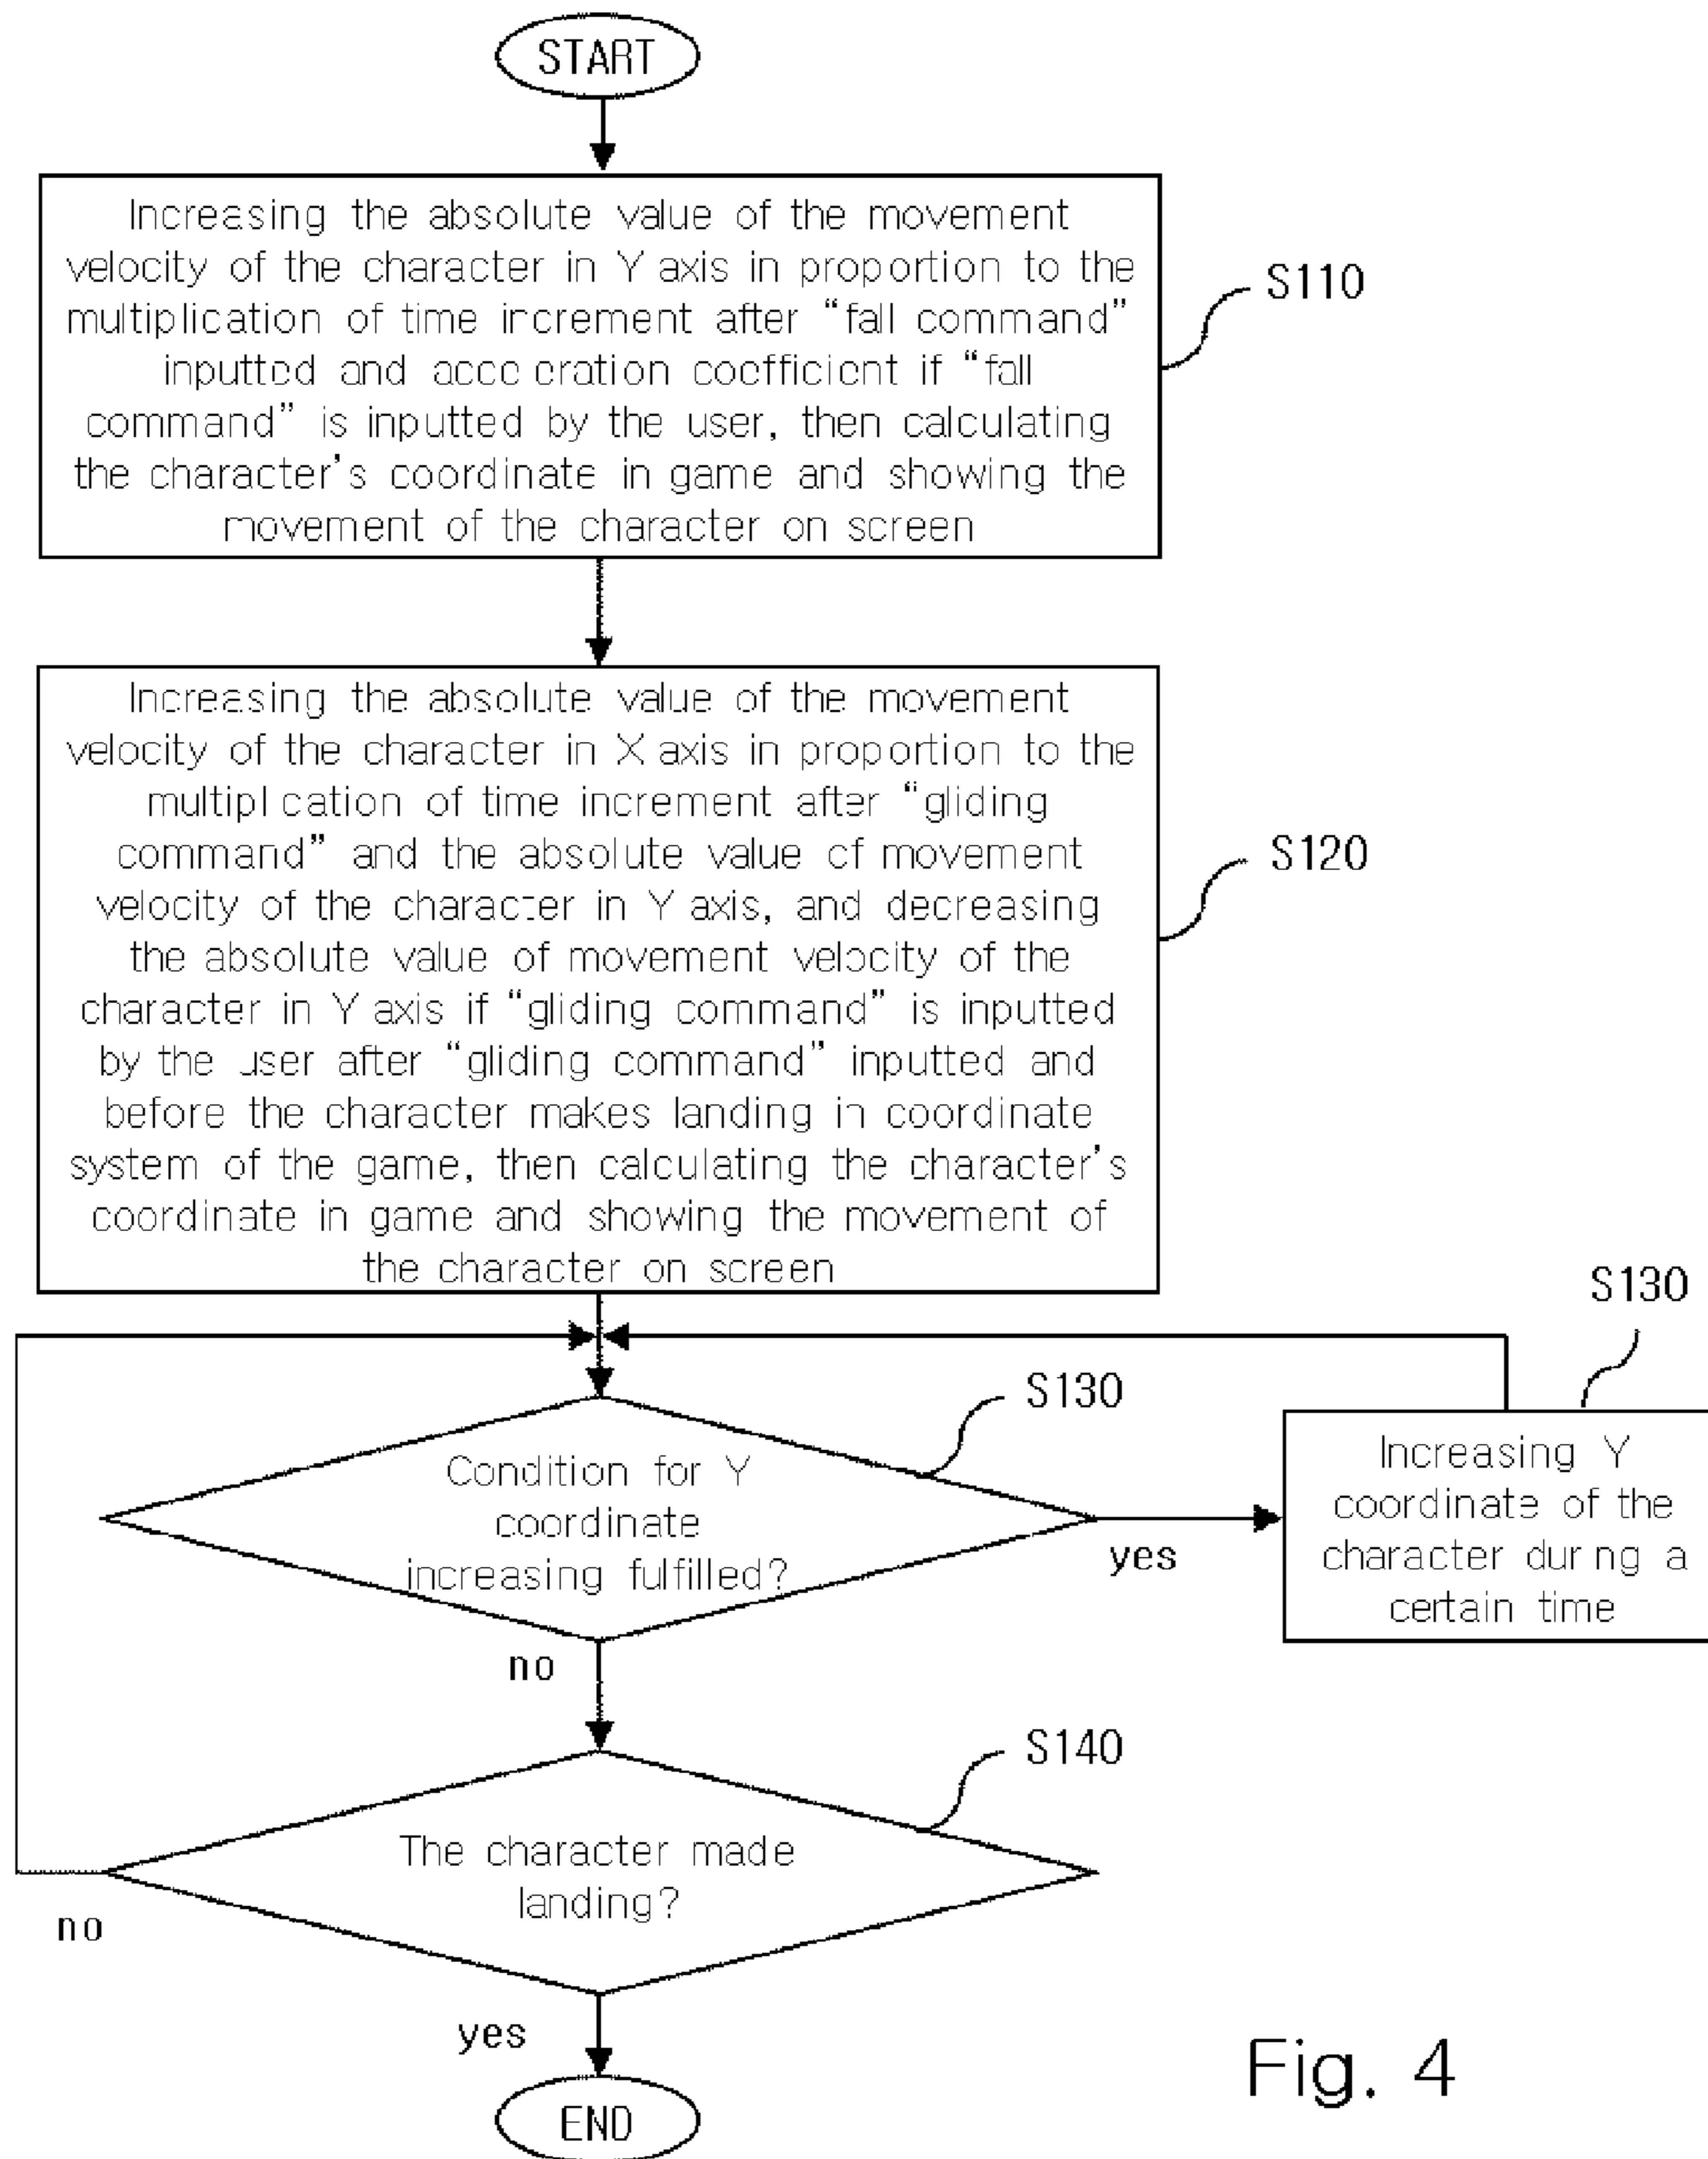 START
Increasing the absolute value of the movement
velocity of the character in Y axis in proportion to the
multiplication of time increment after “fall command”
inputted and acceleration coefficient if “fall
command” is inputted by the user, then calculating
the character's coordinate in game and showing the
movement of the character on screen
S110
Increasing the absolute value of the movement
velocity of the character in X axis in proportion to the
multiplication of time increment after “gliding
command” and the absolute value of movement
velocity of the character in Y axis, and decreasing
the absolute value of movement velocity of the
character in Y axis if “gliding command” is inputted
by the user after “gliding command” inputted and
before the character makes landing in coordinate
system of the game, then calculating the character's
coordinate in game and showing the movement of
the character on screen
S120
S130
Condition for Y
coordinate
increasing fulfilled?
S130
yes
Increasing Y
coordinate of the
character during a
certain time
no
The character made
landing?
S140
no
yes
END
Fig. 4